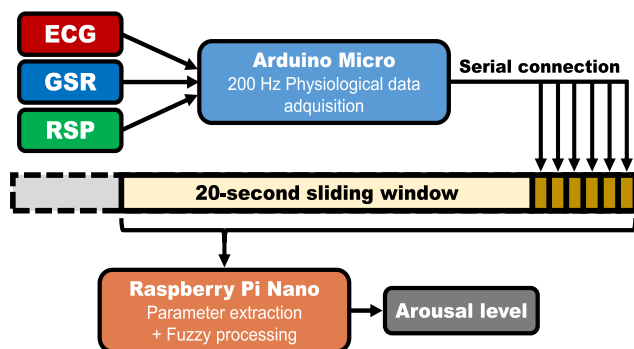 ECG
GSR
RSP
Arduino Micro
200 Hz Physiological data
adquisition
Serial connection
20-second sliding window
Raspberry Pi Nano
Parameter extraction
+ Fuzzy processing
Arousal level